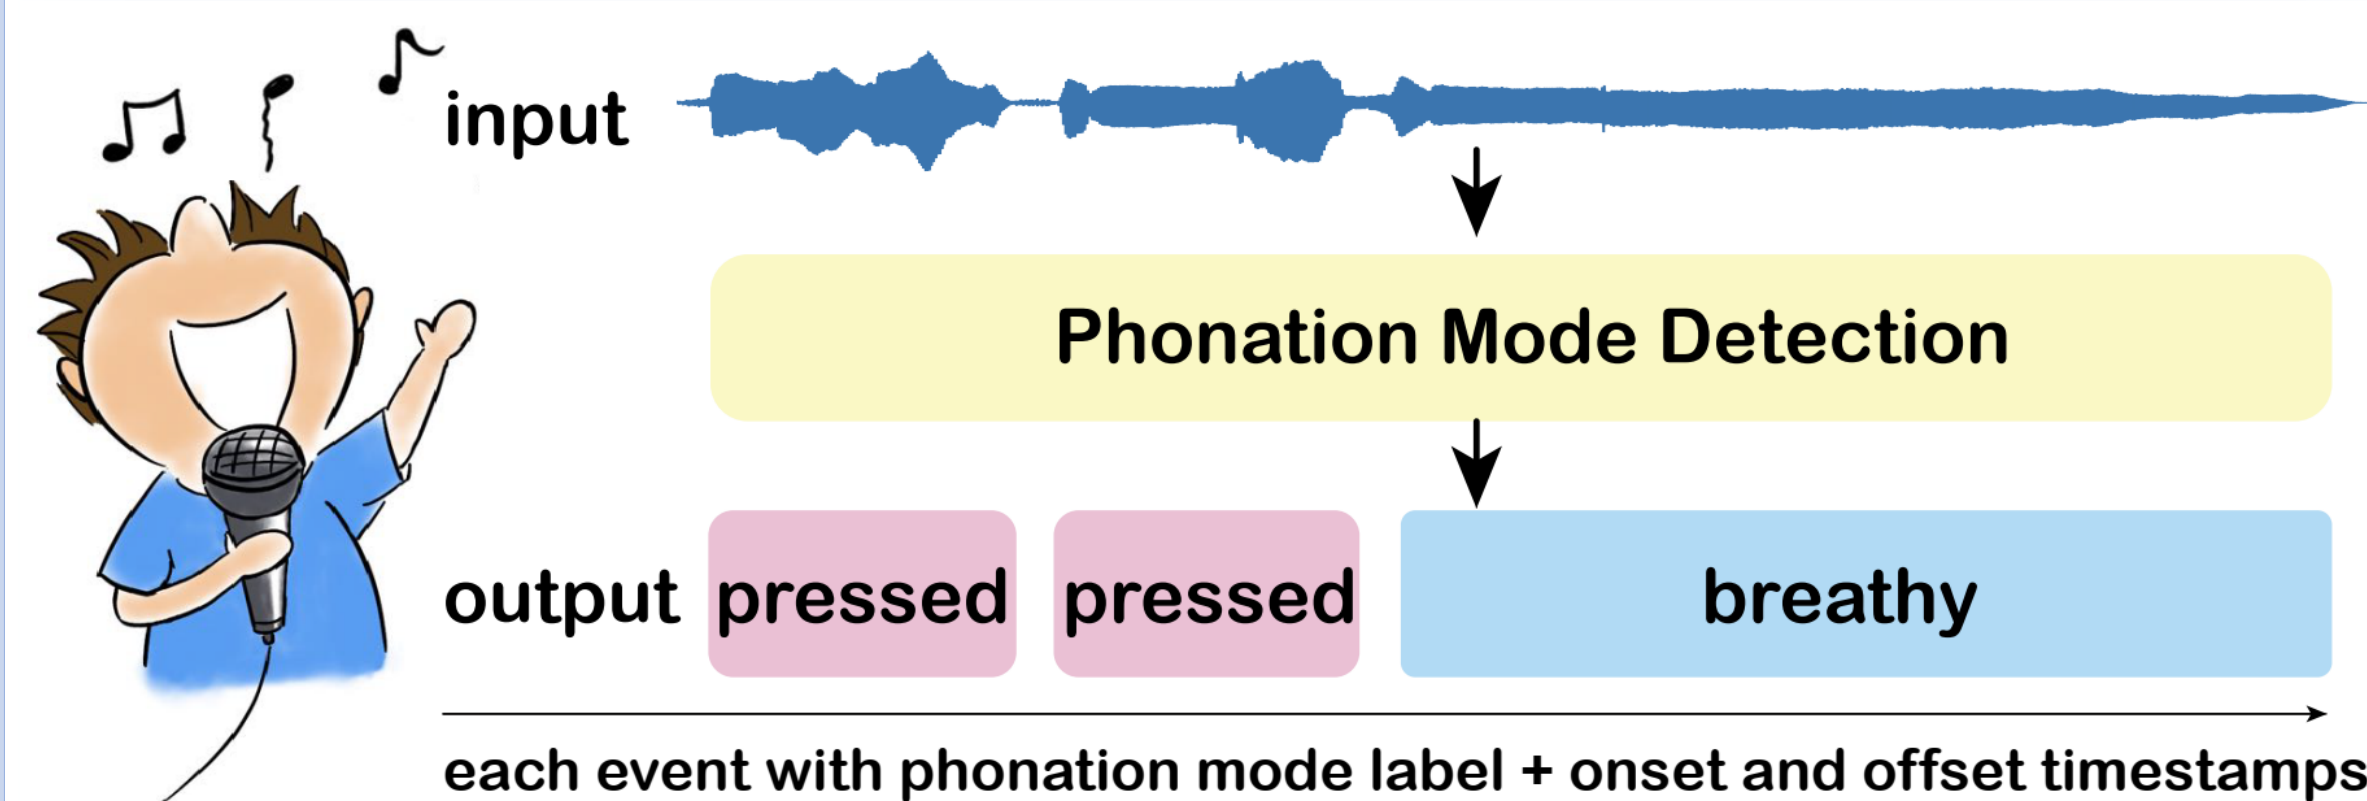 input
Phonation Mode Detection
output pressed pressed breathy
each event with phonation mode label + onset and offset timestamps